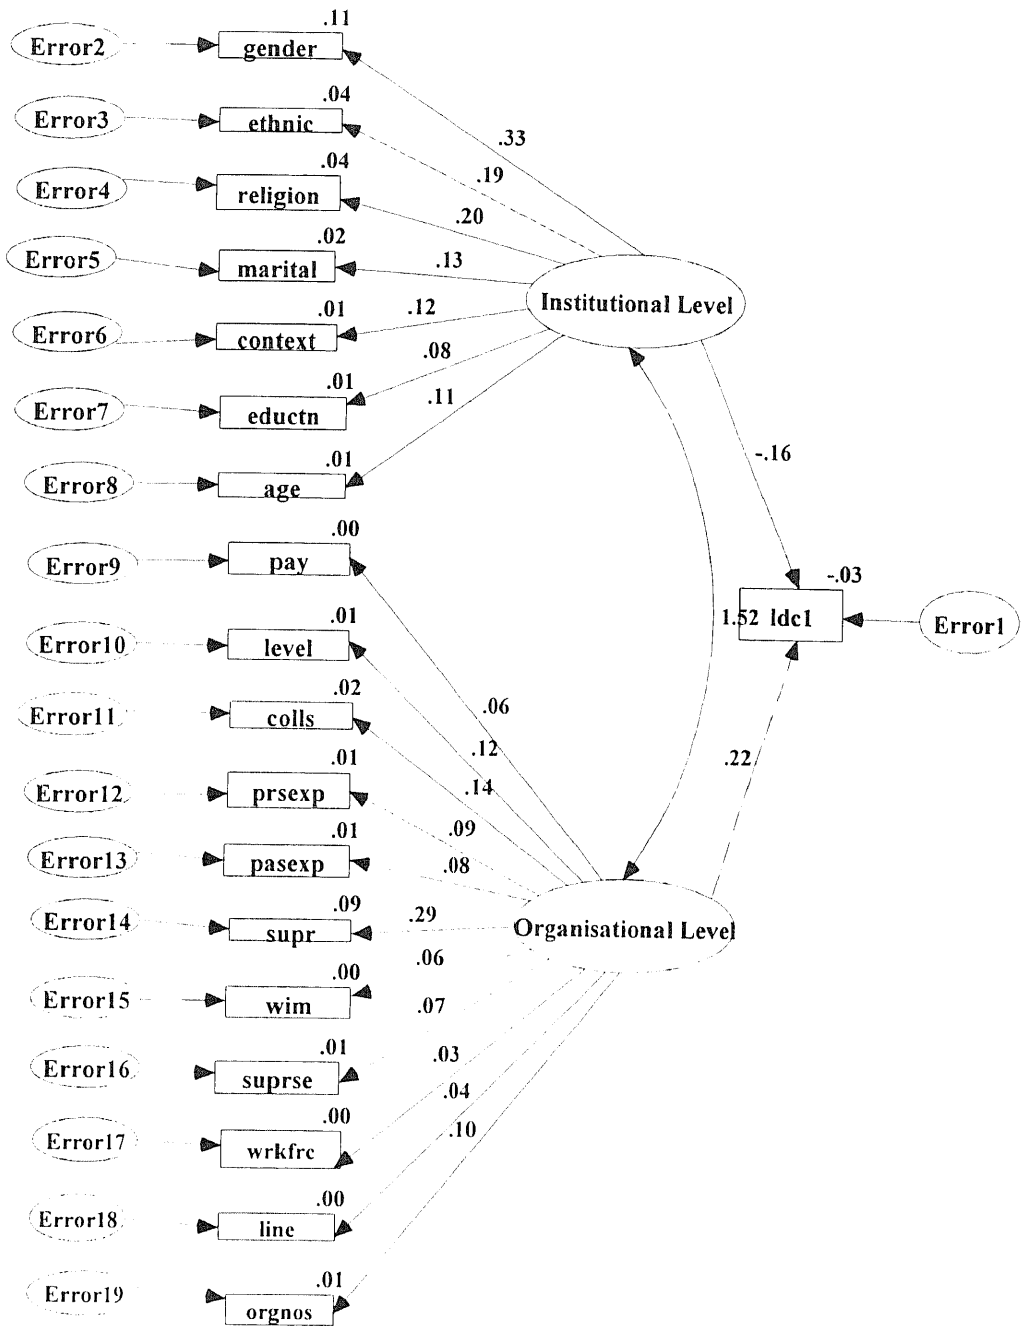 .11
Error2 gender
.04
Error3 ethnic .33
.04 .19
Error4 religion .20
.02
Error5 marital .13
.01 .12 Institutional Level
Error6 context
.01 .08
Error7 eductn .11
.01
Error8 age -.16
.00
Error9 pay -.03
1.52 ldc1 Error1
.01
Error10 level
.02
Error11 colls .06
.12 .22
.01 .14
Error12 prsexp
.01 .09
Error13 pasexp .08
.09 .29
Error14 supr Organisational Level
.00 .06
Error15 wim .07
.01 .03
Error16 suprse
.04
.00 .10
Error17 wrkfrc
.00
Error18 line
.01
Error19 orgnos